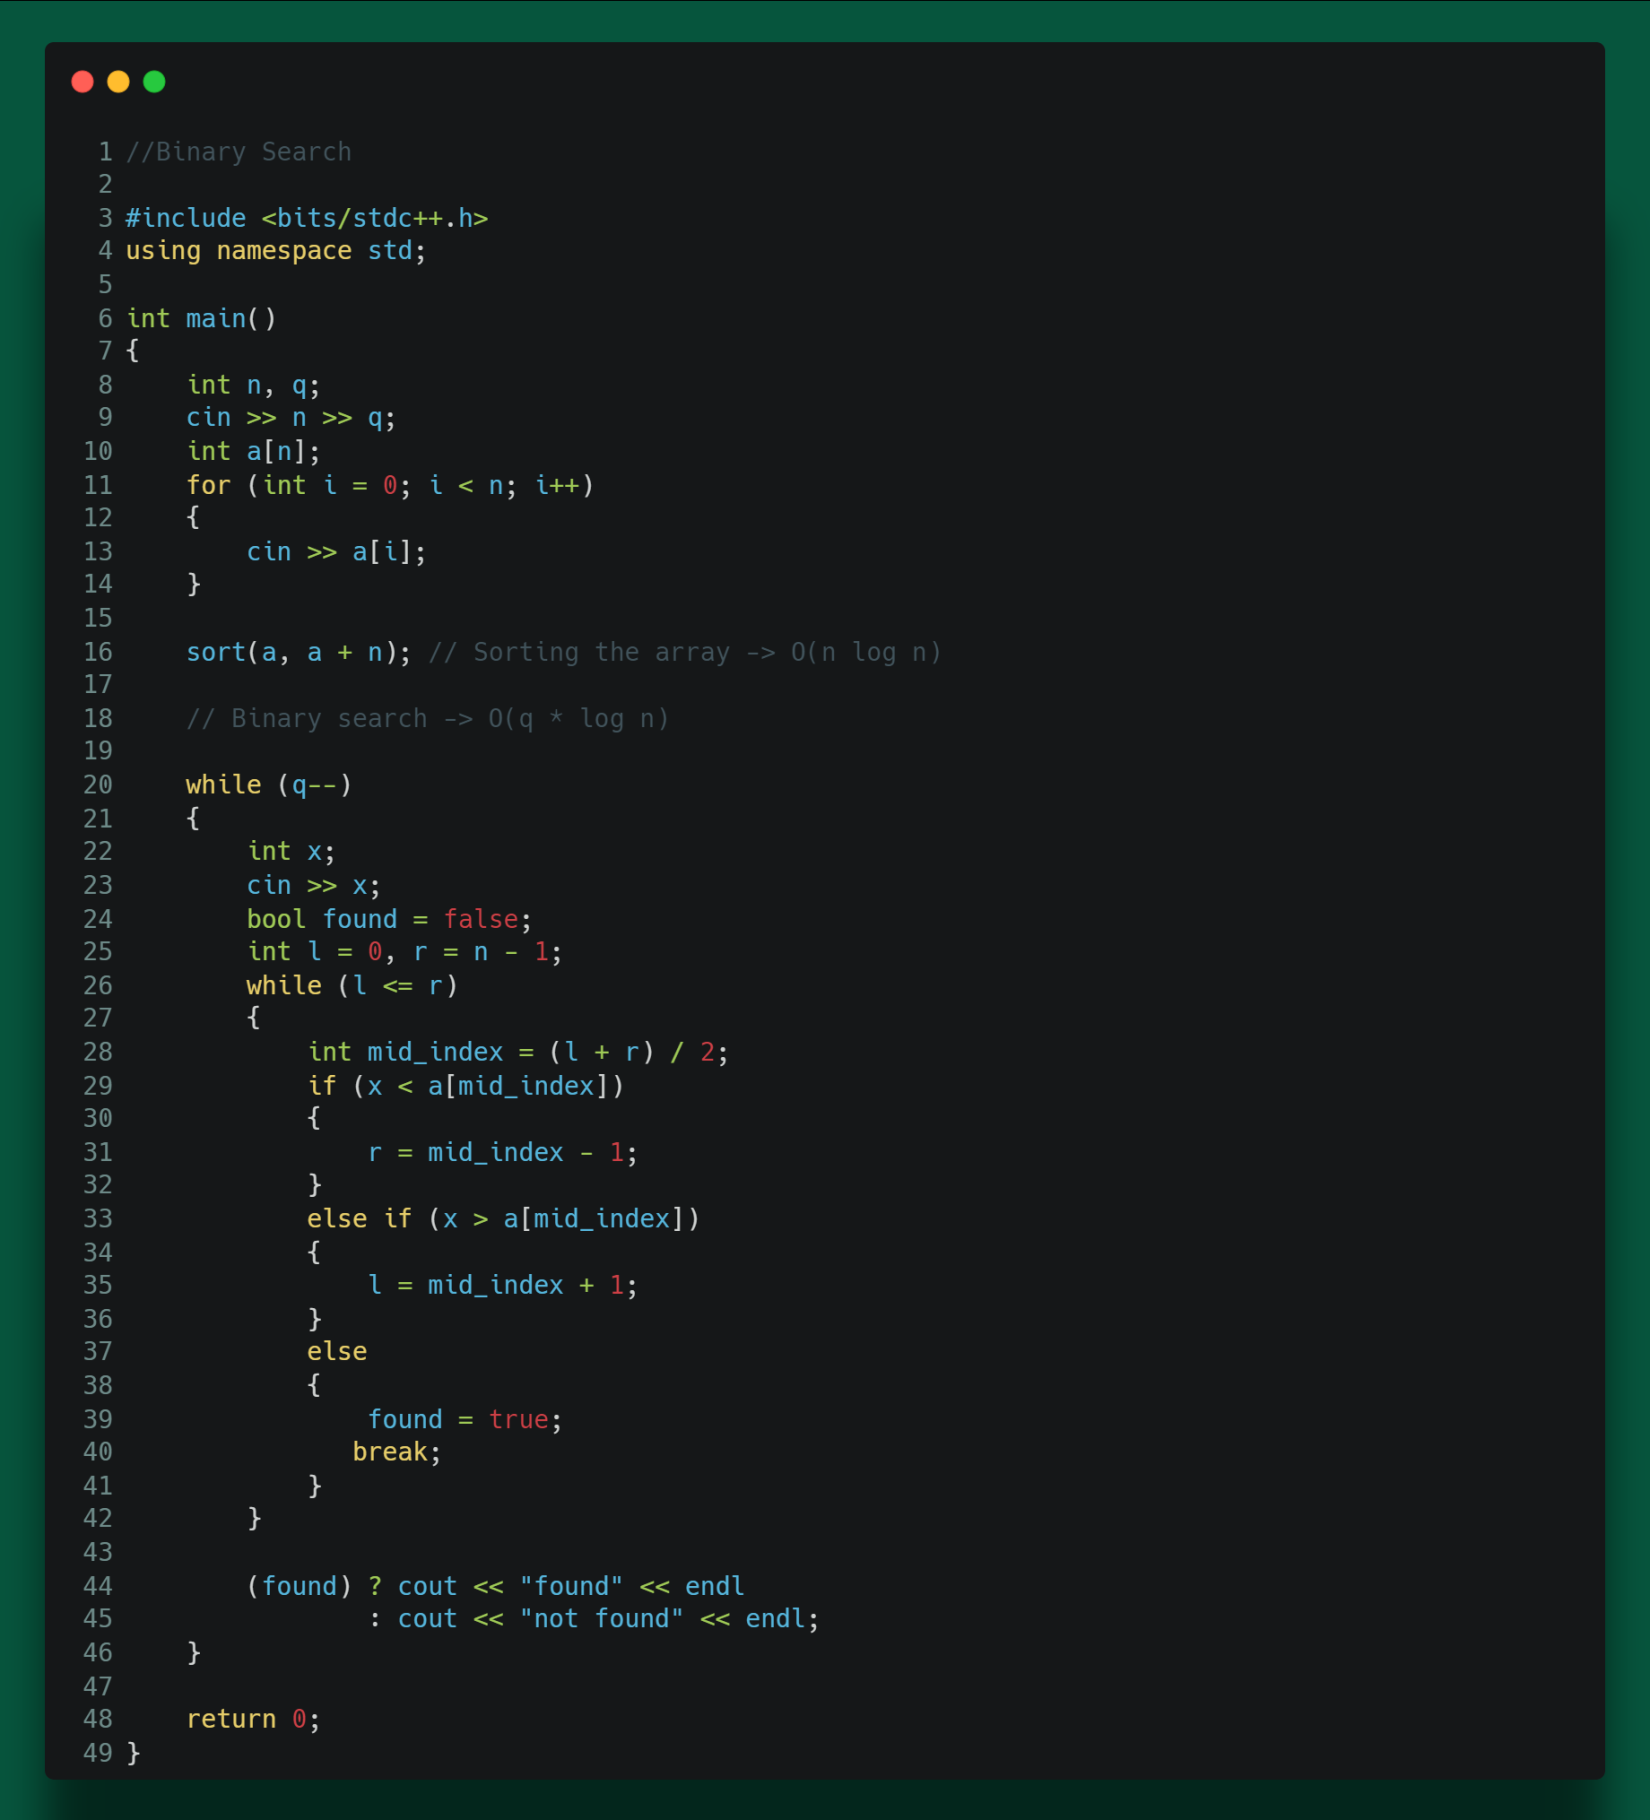 1 //Binary Search
2
3 #include <bits/stdc++.h>
4 using namespace std;
5
6 int main()
7 {
8     int n, q;
9     cin >> n >> q;
10     int a[n];
11     for (int i = 0; i < n; i++)
12     {
13         cin >> a[i];
14     }
15
16     sort(a, a + n); // Sorting the array -> O(n log n)
17
18     // Binary search -> O(q * log n)
19
20     while (q--)
21     {
22         int x;
23         cin >> x;
24         bool found = false;
25         int l = 0, r = n - 1;
26         while (l <= r)
27         {
28             int mid_index = (l + r) / 2;
29             if (x < a[mid_index])
30             {
31                 r = mid_index - 1;
32             }
33             else if (x > a[mid_index])
34             {
35                 l = mid_index + 1;
36             }
37             else
38             {
39                 found = true;
40                break;
41             }
42         }
43
44         (found) ? cout << "found" << endl
45                 : cout << "not found" << endl;
46     }
47
48     return 0;
49 }